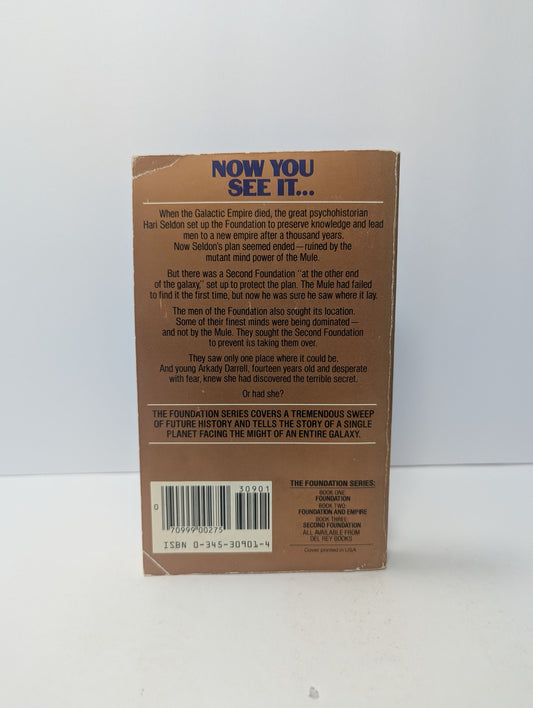 NOW YOU
SEE IT...
When the Galactic Empire died, the great psychohistorian
Hari Seldon set up the Foundation to preserve knowledge and lead
men to a new empire after a thousand years.
Now Seldon's plan seemed ended—ruined by the
mutant mind power of the Mule.
But there was a Second Foundation "at the other end
of the galaxy," set up to protect the plan. The Mule had failed
to find it the first time, but now he was sure he saw where it lay.
The men of the Foundation also sought its location.
Some of their finest minds were being dominated—
and not by the Mule. They sought the Second Foundation
to prevent its taking them over.
They saw only one place where it could be.
And young Arkady Darrell, fourteen years old and desperate
with fear, knew she had discovered the terrible secret.
Or had she?
THE FOUNDATION SERIES COVERS A TREMENDOUS SWEEP
OF FUTURE HISTORY AND TELLS THE STORY OF A SINGLE
PLANET FACING THE MIGHT OF AN ENTIRE GALAXY.
30901
0
70999 00275
ISBN 0-345-30901-4
THE FOUNDATION SERIES:
BOOK ONE
FOUNDATION
BOOK TWO:
FOUNDATION AND EMPIRE
BOOK THREE:
SECOND FOUNDATION
ALL AVAILABLE FROM
DEL REY BOOKS
Cover printed in USA